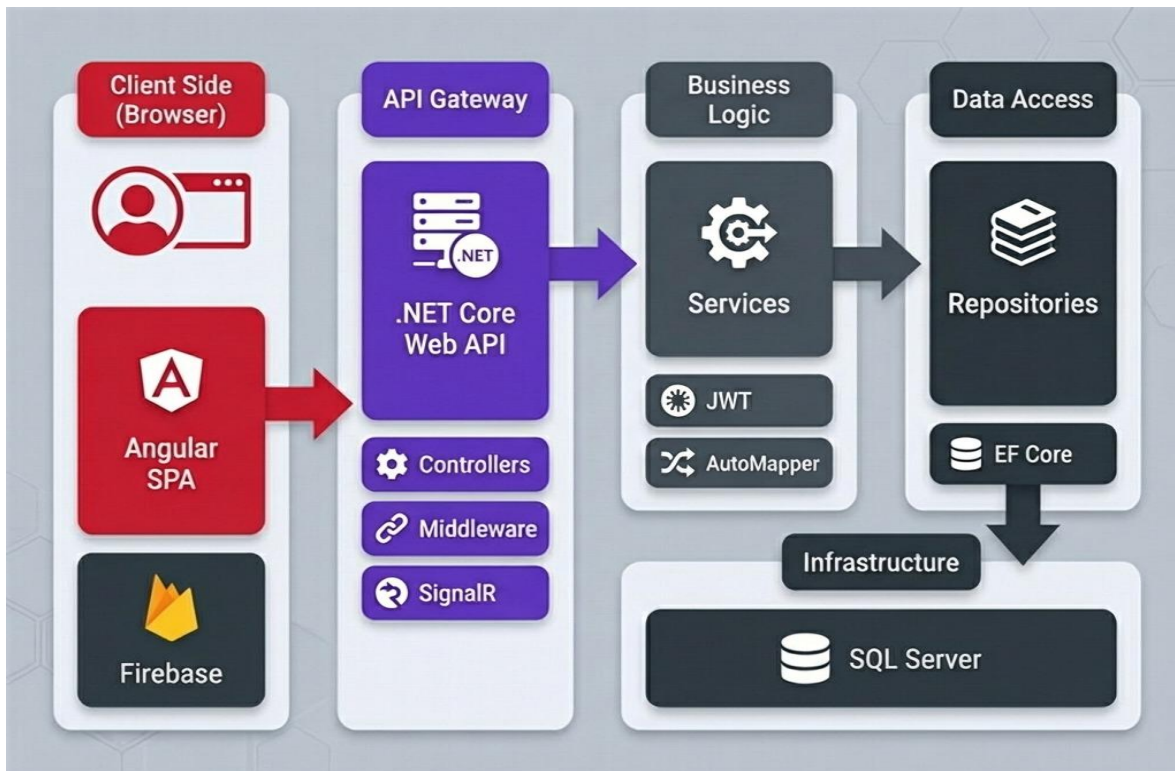 Client Side
(Browser)
Angular
SPA
Firebase
API Gateway
.NET
.NET Core
Web API
Controllers
Middleware
SignalR
Business
Logic
Services
JWT
AutoMapper
Data Access
Repositories
EF Core
Infrastructure
SQL Server